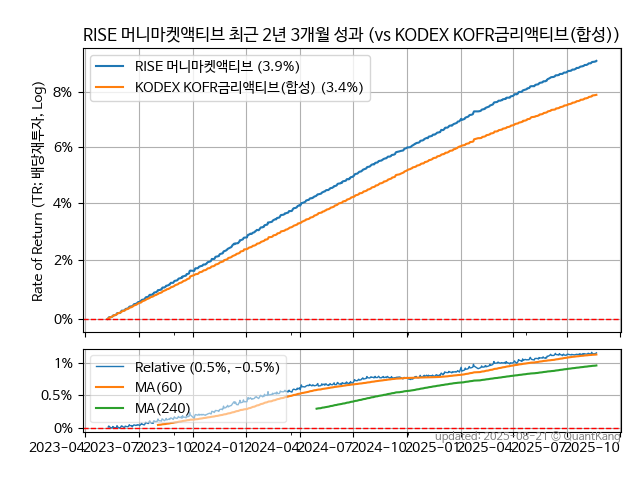 RISE 머니마켓액티브 최근 2년 3개월 성과 (vs KODEX KOFR금리액티브(합성))
RISE 머니마켓액티브 (3.9%)
KODEX KOFR금리액티브(합성) (3.4%)
Rate of Return (TR: 배당재투자, Log)
8%
6%
4%
2%
0%
Relative (0.5%, -0.5%)
MA(60)
MA(240)
1%
0.5%
0%
updated: 2025-08-21 © QuantKang
2023-04 2023-07 2023-10 2024-01 2024-04 2024-07 2024-10 2025-01 2025-04 2025-07 2025-10